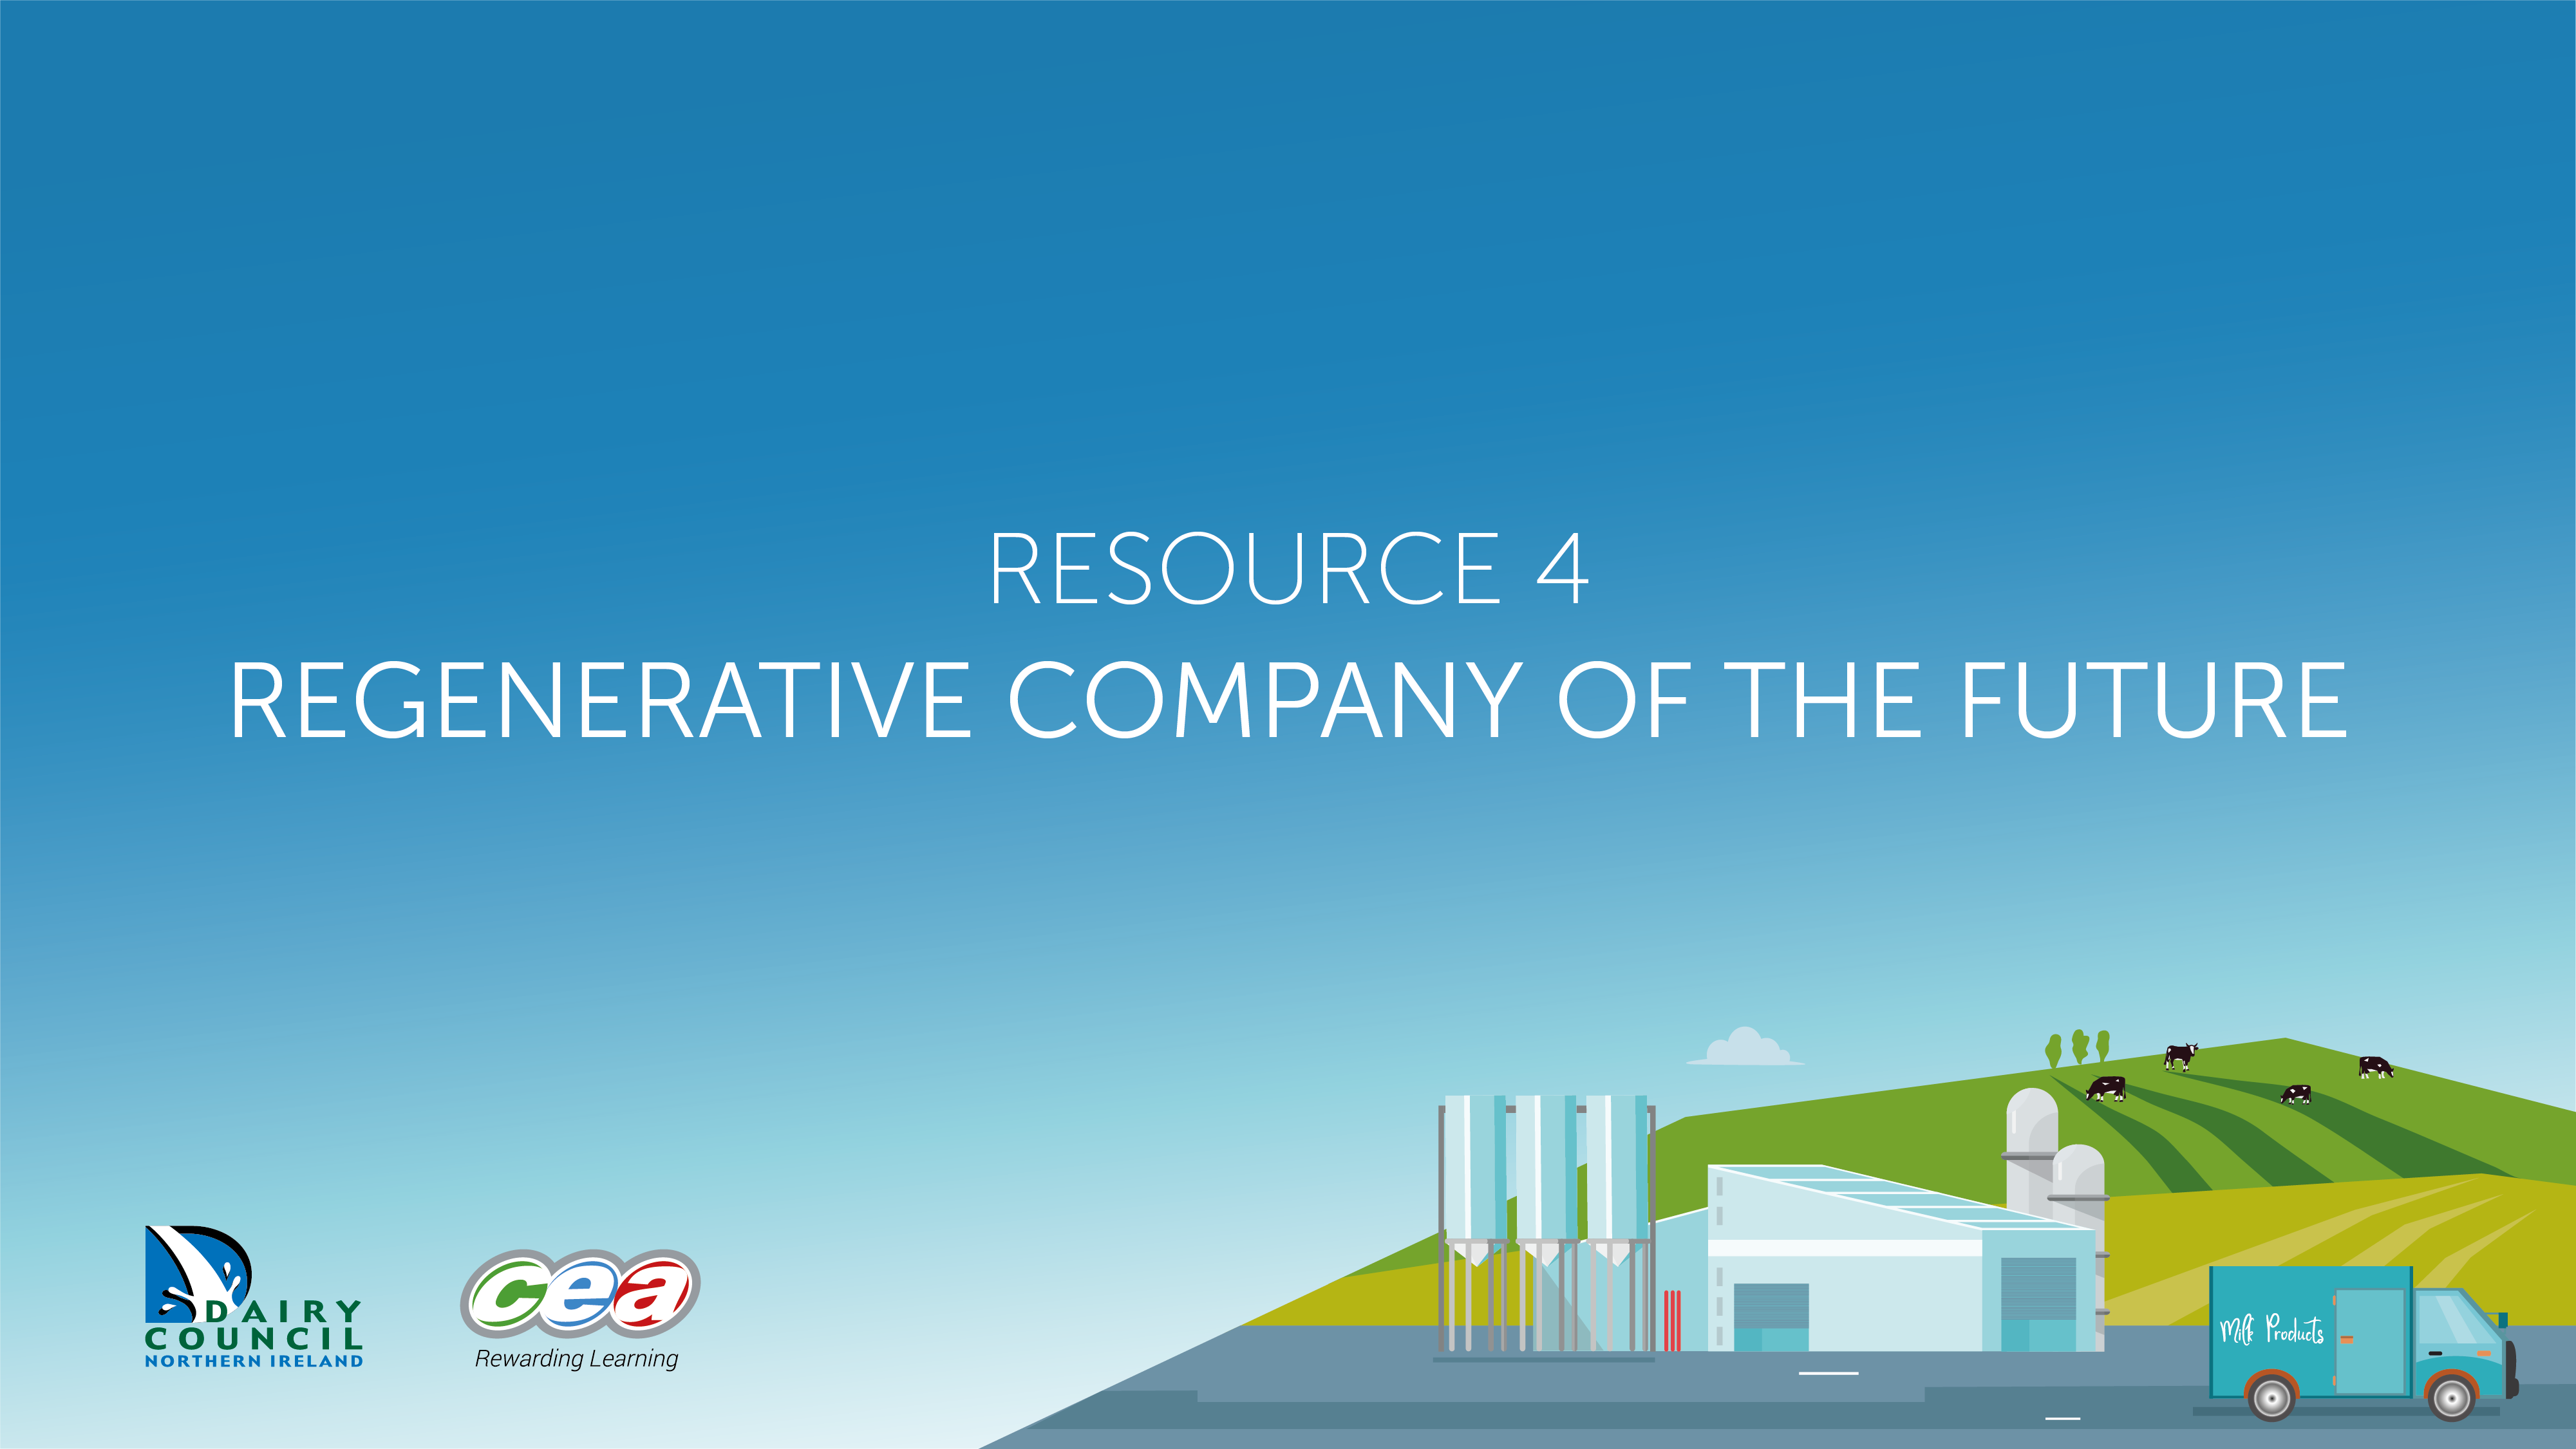 RESOURCE 4
REGENERATIVE COMPANY OF THE FUTURE
DAIRY
COUNCIL
NORTHERN IRELAND
cea
Rewarding Learning
Milk Products